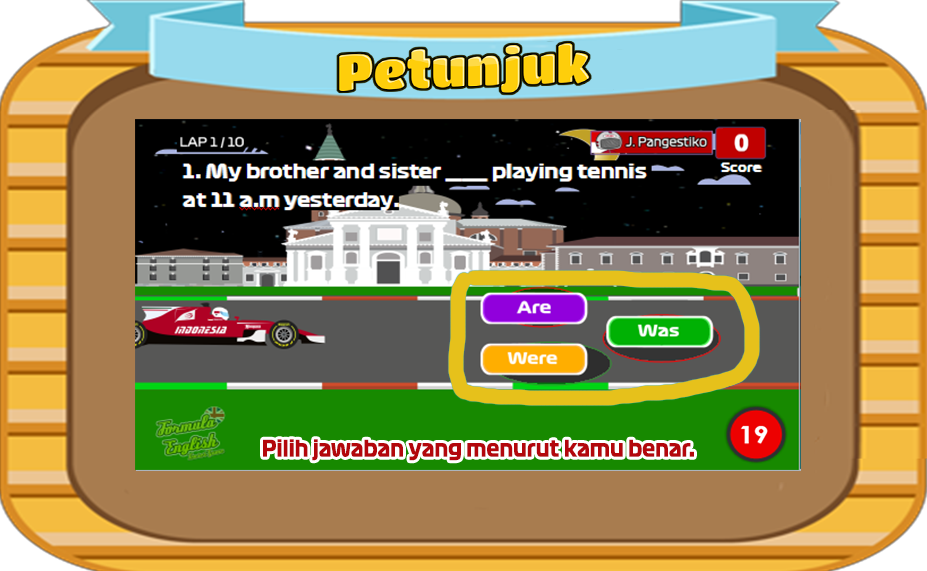 Petunjuk
LAP 1 / 10
J. Pangestiko
0
Score
1. My brother and sister ____ playing tennis
at 11 a.m yesterday.
Are
Was
Were
INDONESIA
Formula
English
Pilih jawaban yang menurut kamu benar.
19